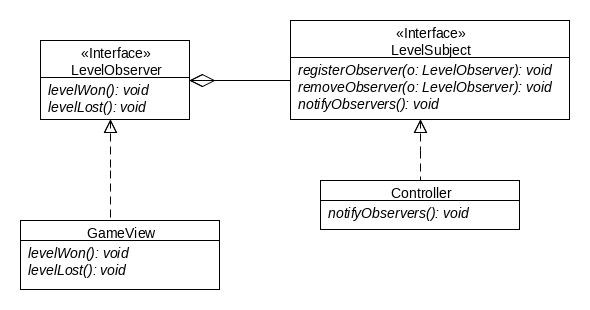 «Interface»
LevelObserver
levelWon(): void
levelLost(): void
«Interface»
LevelSubject
registerObserver(o: LevelObserver): void
removeObserver(o: LevelObserver): void
notifyObservers(): void
GameView
levelWon(): void
levelLost(): void
Controller
notifyObservers(): void